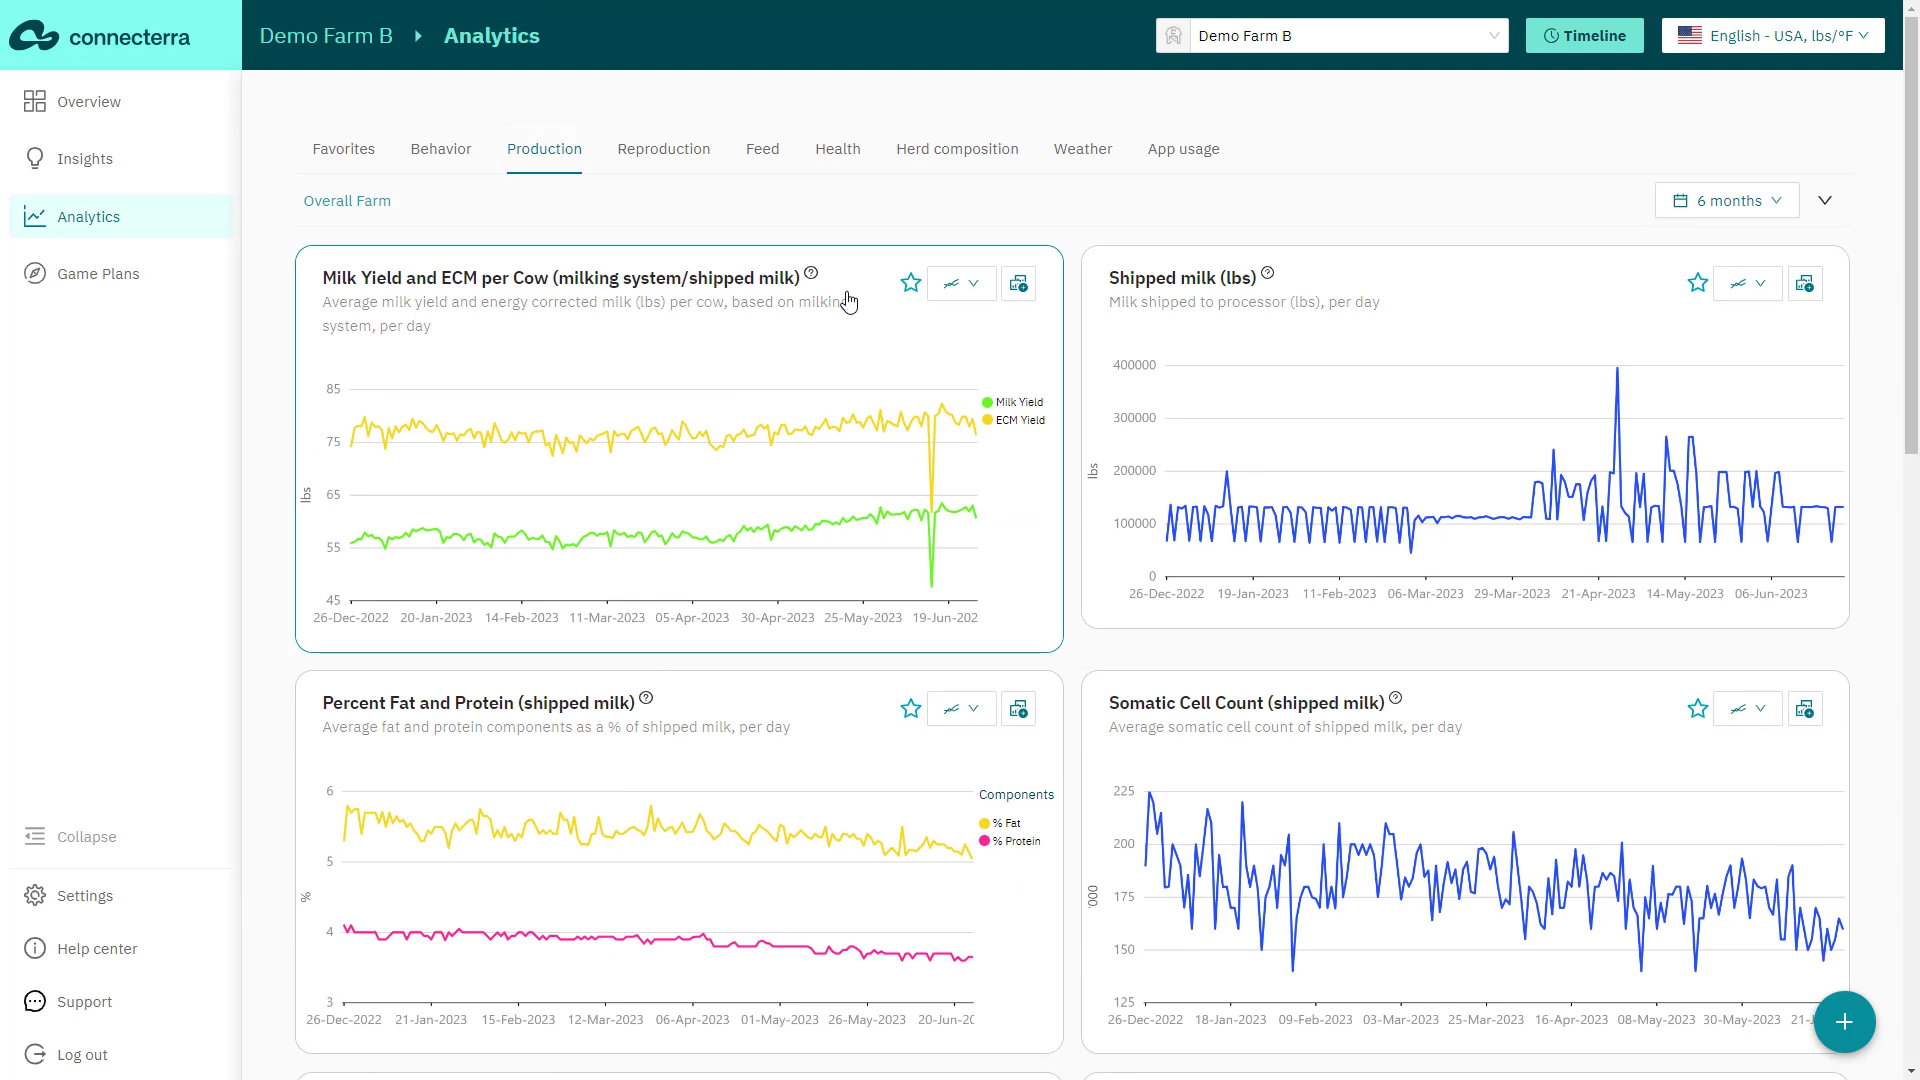 connecterra
Demo Farm B
Analytics
Demo Farm B
Timeline
English - USA, lbs/°F
Overview
Insights
Analytics
Game Plans
Collapse
Settings
Help center
Support
Log out
Favorites
Behavior
Production
Reproduction
Feed
Health
Herd composition
Weather
App usage
Overall Farm
6 months
Milk Yield and ECM per Cow (milking system/shipped milk)
Average milk yield and energy corrected milk (lbs) per cow, based on milking
system, per day
85
75
65
55
45
lbs
Milk Yield
ECM Yield
26-Dec-2022 20-Jan-2023 14-Feb-2023 11-Mar-2023 05-Apr-2023 30-Apr-2023 25-May-2023 19-Jun-202
Shipped milk (lbs)
Milk shipped to processor (lbs), per day
400000
300000
200000
100000
0
lbs
26-Dec-2022 19-Jan-2023 11-Feb-2023 06-Mar-2023 29-Mar-2023 21-Apr-2023 14-May-2023 06-Jun-2023
Percent Fat and Protein (shipped milk)
Average fat and protein components as a % of shipped milk, per day
6
5
4
3
%
Components
% Fat
% Protein
26-Dec-2022 21-Jan-2023 15-Feb-2023 12-Mar-2023 06-Apr-2023 01-May-2023 26-May-2023 20-Jun-20
Somatic Cell Count (shipped milk)
Average somatic cell count of shipped milk, per day
225
200
175
150
125
'000
26-Dec-2022 18-Jan-2023 09-Feb-2023 03-Mar-2023 25-Mar-2023 16-Apr-2023 08-May-2023 30-May-2023 21-J